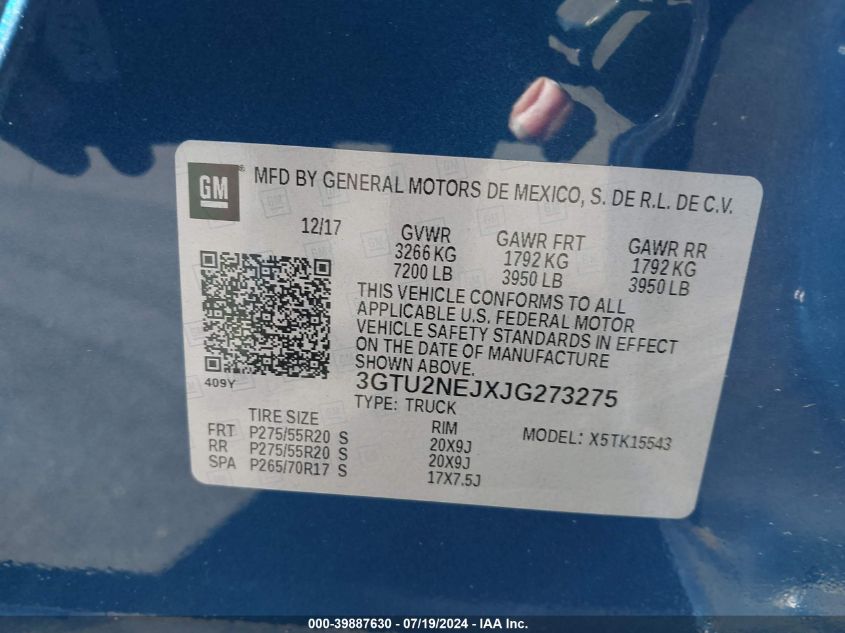 GM ® MFD BY GENERAL MOTORS DE MEXICO, S. DE R.L. DE C.V.
12/17
GVWR GAWR FRT GAWR RR
3266 KG 1792 KG 1792 KG
7200 LB 3950 LB 3950 LB
THIS VEHICLE CONFORMS TO ALL
APPLICABLE U.S. FEDERAL MOTOR
VEHICLE SAFETY STANDARDS IN EFFECT
ON THE DATE OF MANUFACTURE
SHOWN ABOVE.
409Y
3GTU2NEJXJG273275
TYPE: TRUCK
TIRE SIZE RIM MODEL: X5TK15543
FRT P275/55R20 S 20X9J
RR P275/55R20 S 20X9J
SPA P265/70R17 S 17X7.5J
000-39887630 - 07/19/2024 - IAA Inc.